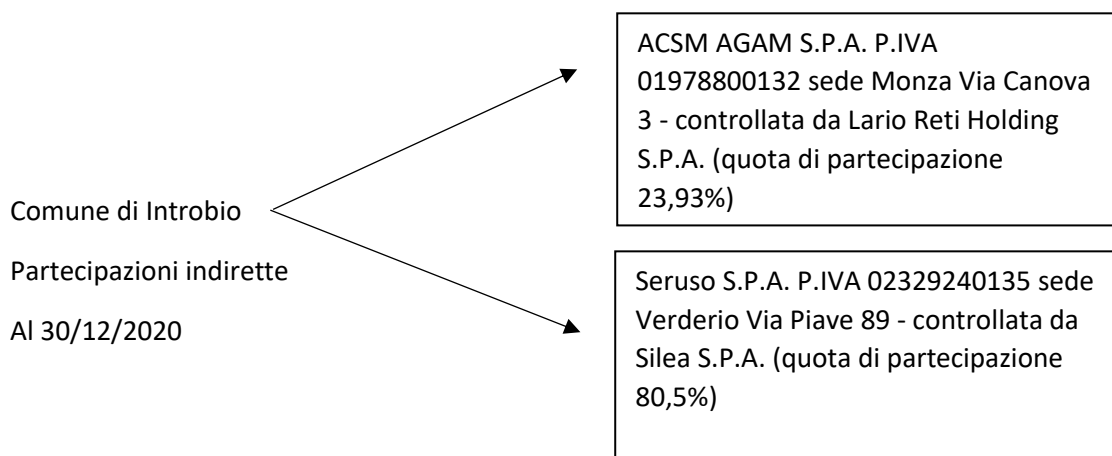 Comune di Introbio
Partecipazioni indirette
Al 30/12/2020
ACSM AGAM S.P.A. P.IVA
01978800132 sede Monza Via Canova
3 - controllata da Lario Reti Holding
S.P.A. (quota di partecipazione
23,93%)
Seruso S.P.A. P.IVA 02329240135 sede
Verderio Via Piave 89 - controllata da
Silea S.P.A. (quota di partecipazione
80,5%)